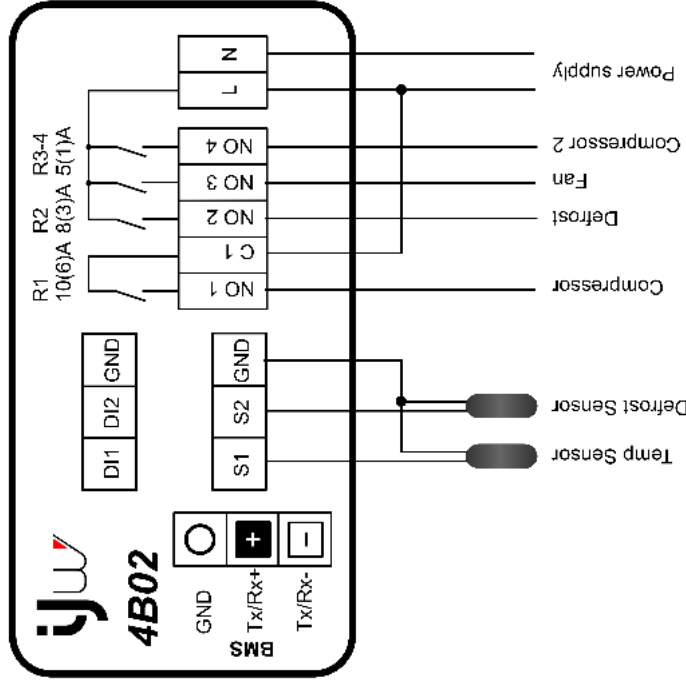 N
L
Power supply
R3-4
5(1)A
NO 4
Compressor 2
NO 3
Fan
R2
8(3)A
NO 2
Defrost
C 1
R1
10(6)A
NO 1
Compressor
GND
DI2
DI1
GND
S2
S1
Defrost Sensor
Temp Sensor
4B02
+
-
GND
Tx/Rx+
Tx/Rx-
BMS